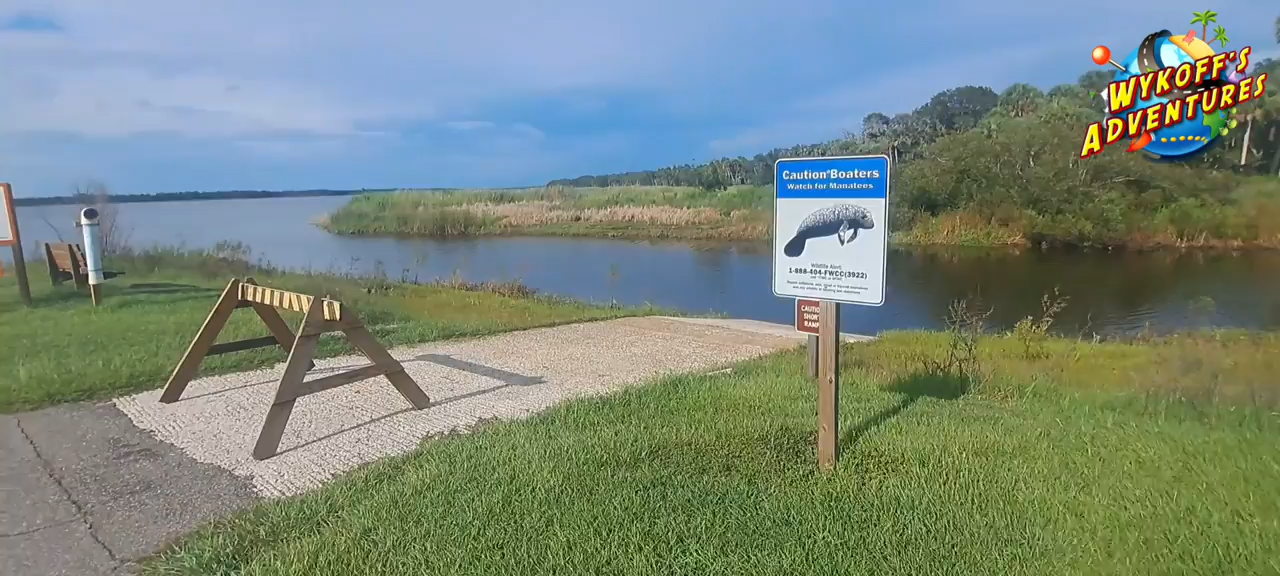 WYKOFF'S
ADVENTURES
Caution Boaters
Watch for Manatees
Wildlife Alert:
1-888-404-FWCC(3922)
CAUTION
SHORT
RAMP